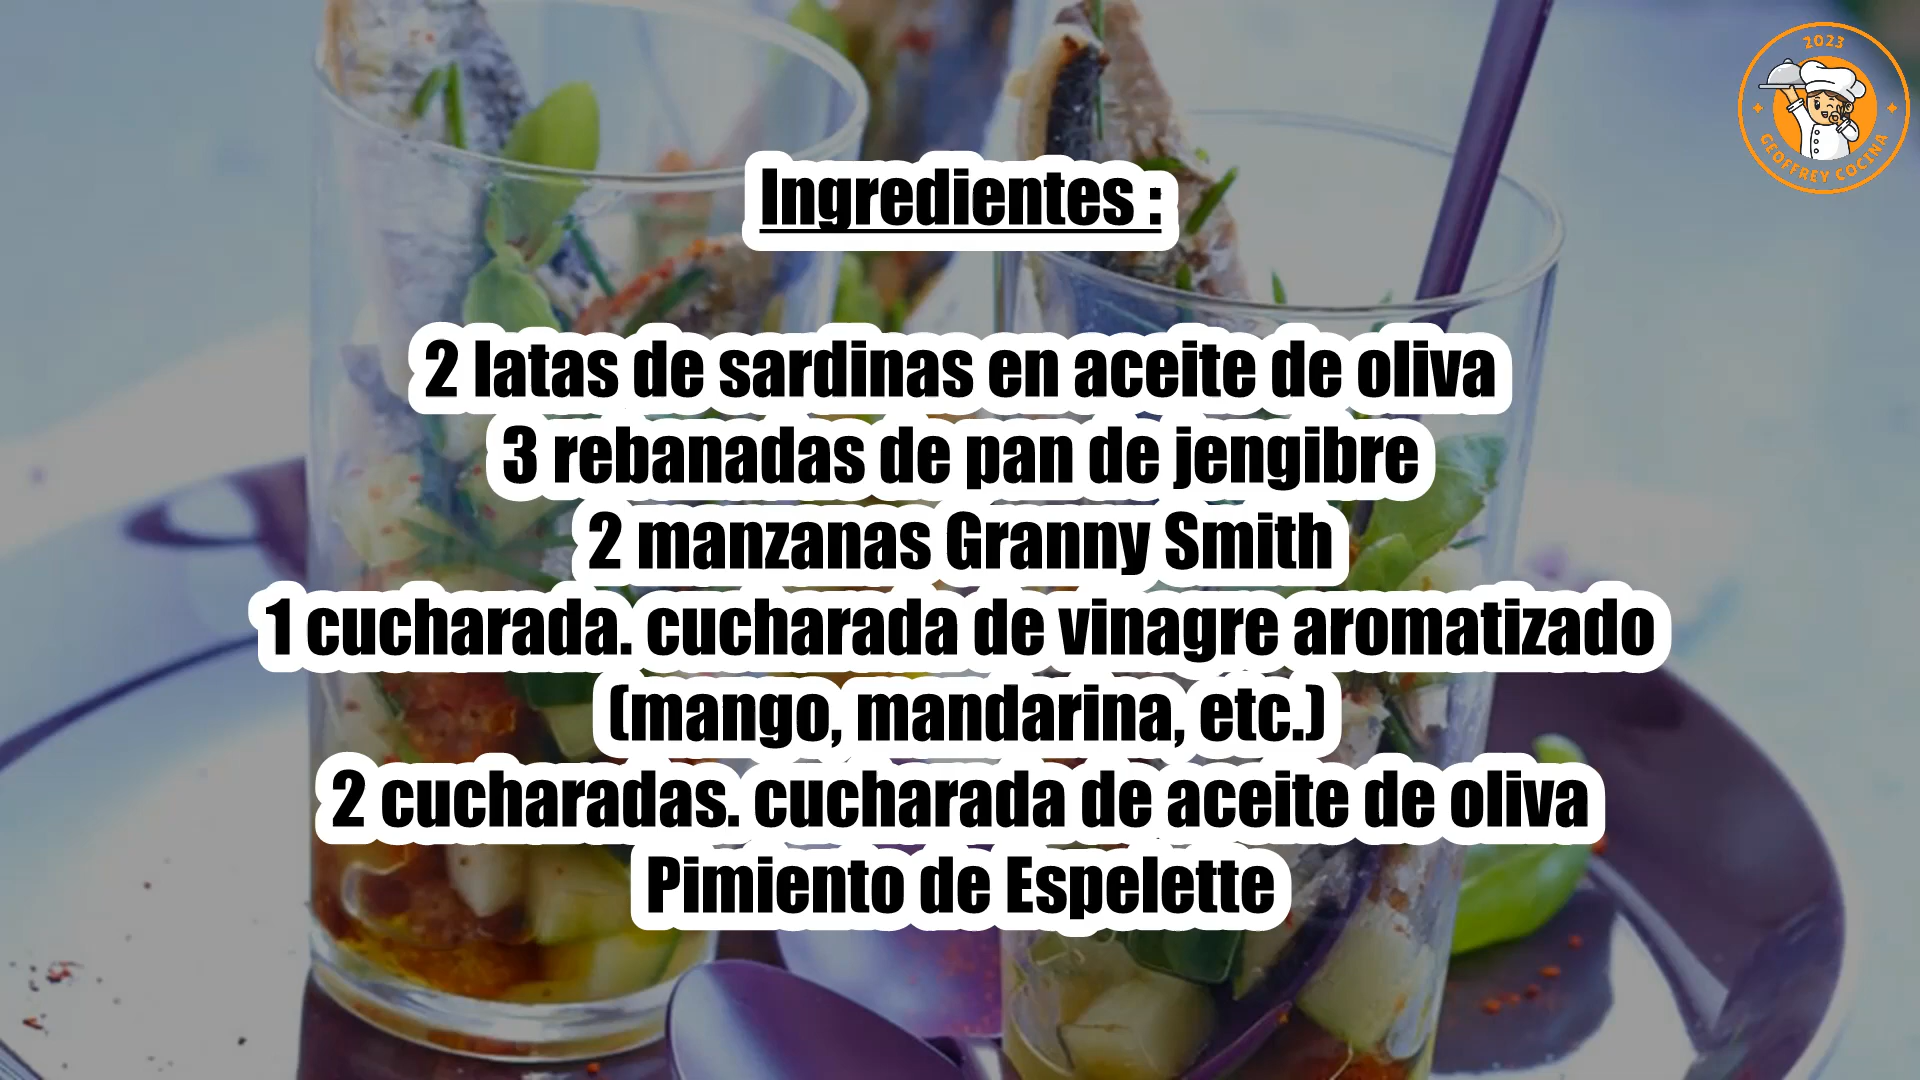 2023
GEOFFREY COCINA
Ingredientes :
2 latas de sardinas en aceite de oliva
3 rebanadas de pan de jengibre
2 manzanas Granny Smith
1 cucharada. cucharada de vinagre aromatizado
(mango, mandarina, etc.)
2 cucharadas. cucharada de aceite de oliva
Pimiento de Espelette